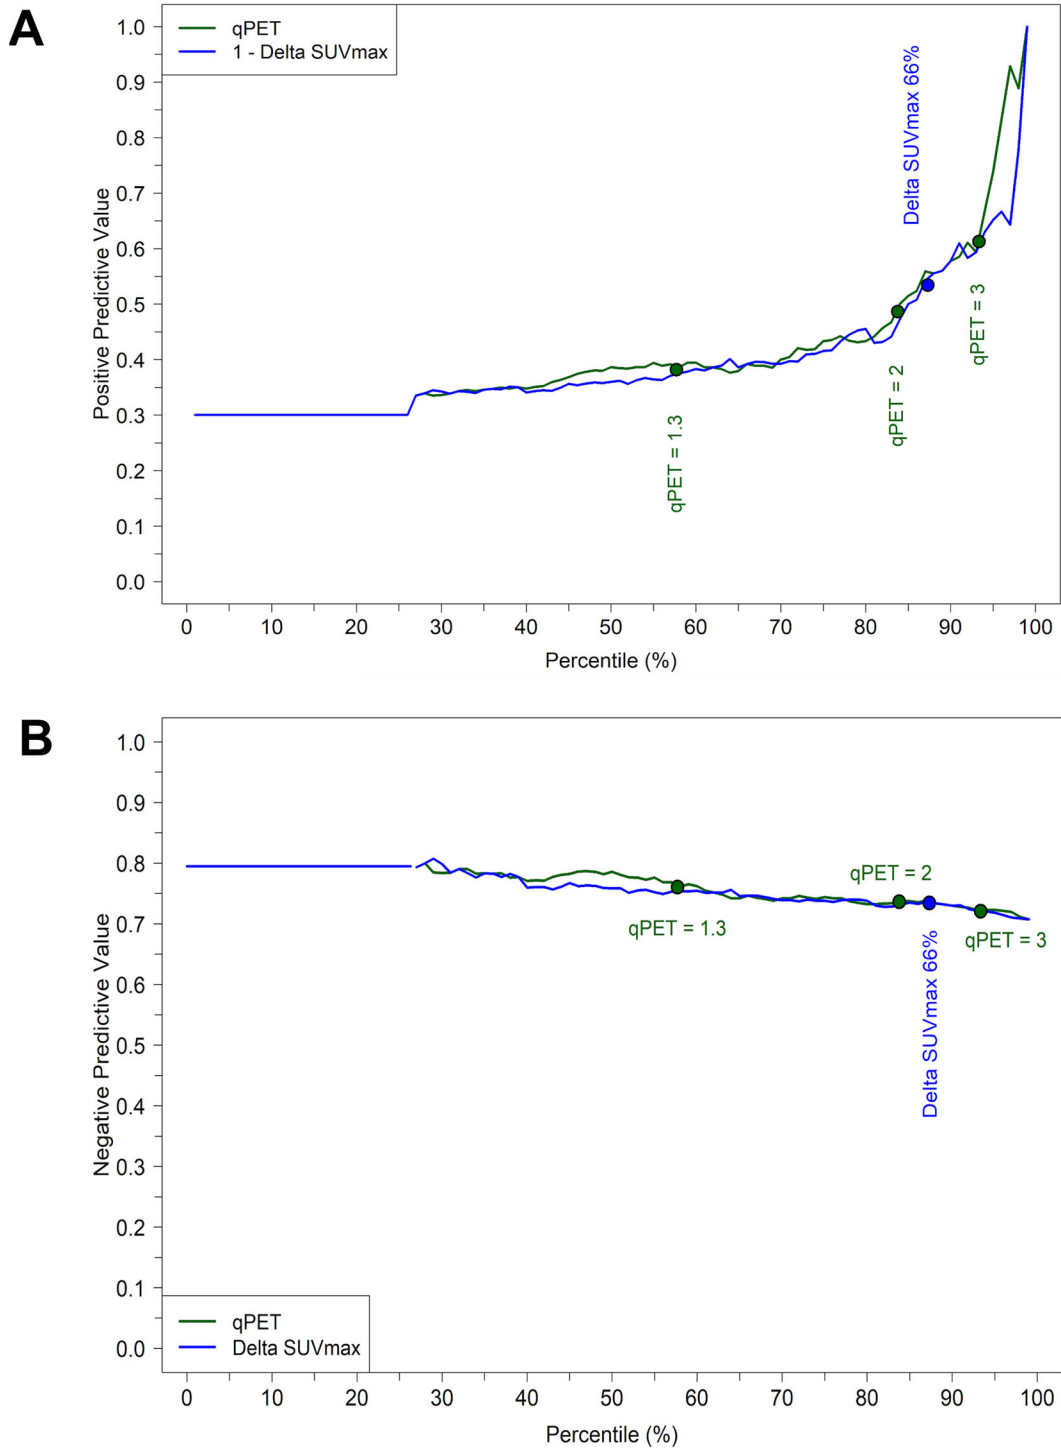 A
qPET
1 - Delta SUVmax
1.0
0.9
0.8
0.7
0.6
0.5
0.4
0.3
0.2
0.1
0.0
Positive Predictive Value
Delta SUVmax 66%
qPET = 1.3
qPET = 2
qPET = 3
0 10 20 30 40 50 60 70 80 90 100
Percentile (%)
B
1.0
0.9
0.8
0.7
0.6
0.5
0.4
0.3
0.2
0.1
0.0
Negative Predictive Value
qPET = 2
qPET = 1.3
qPET = 3
Delta SUVmax 66%
qPET
Delta SUVmax
0 10 20 30 40 50 60 70 80 90 100
Percentile (%)